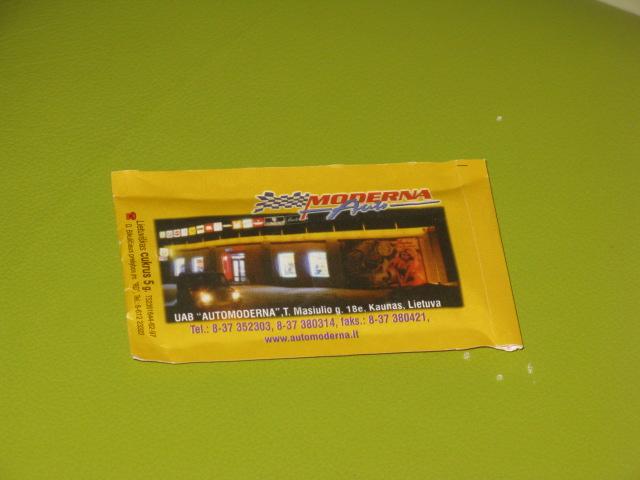 MODERNA
Auto
UAB "AUTOMODERNA",T. Masiulio g. 18e, Kaunas, Lietuva
Tel.: 8-37 352303, 8-37 380314, faks.: 8-37 380421,
www.automoderna.lt
Lietuviškas cukrus 5 g.